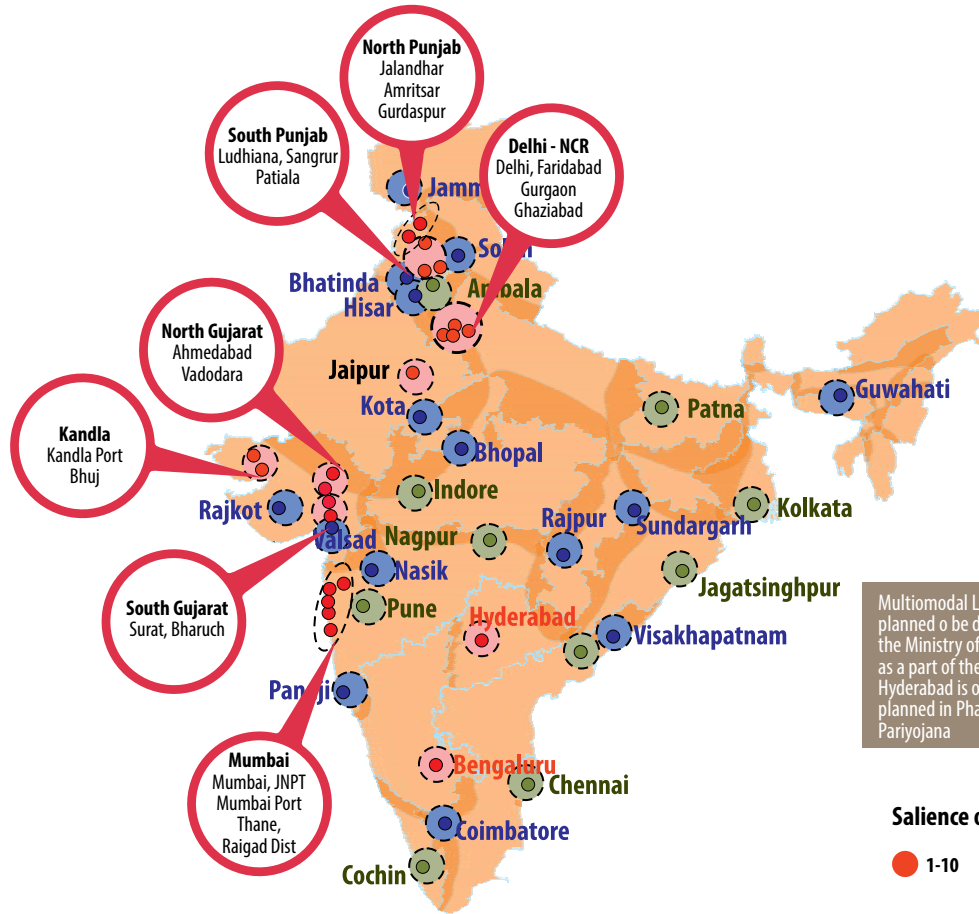 North Punjab
Jalandhar
Amritsar
Gurdaspur
South Punjab
Ludhiana, Sangrur
Patiala
Delhi - NCR
Delhi, Faridabad
Gurgaon
Ghaziabad
Jamm
Bhatinda
Hisar
Ambala
North Gujarat
Ahmedabad
Vadodara
Jaipur
Kota
Patna
Guwahati
Kandla
Kandla Port
Bhuj
Bhopal
Indore
Rajkot
Rajpur
Sundargarh
Kolkata
Valsad
Nagpur
Nasik
Jagatsinghpur
South Gujarat
Surat, Bharuch
Pune
Hyderabad
Visakhapatnam
Multiomodal L
planned o be d
the Ministry of
as a part of the
Hyderabad is o
planned in Pha
Pariyojana
Panaji
Mumbai
Mumbai, JNPT
Mumbai Port
Thane,
Raigad Dist
Bengaluru
Chennai
Coimbatore
Cochin
Salience o
1-10